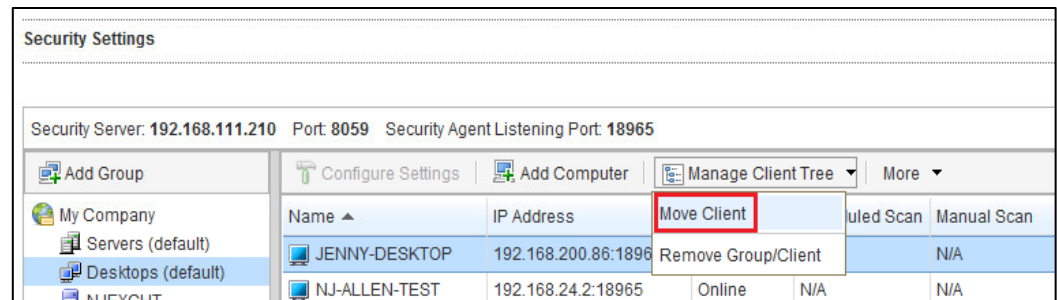 Security Settings
Security Server: 192.168.111.210 Port: 8059 Security Agent Listening Port: 18965
Add Group Configure Settings Add Computer Manage Client Tree More
My Company Name IP Address Move Client Scan Manual Scan
Servers (default)
JENNY-DESKTOP 192.168.200.86:1896 Remove Group/Client N/A
Desktops (default)
NJ-ALLEN-TEST 192.168.24.2:18965 Online N/A N/A